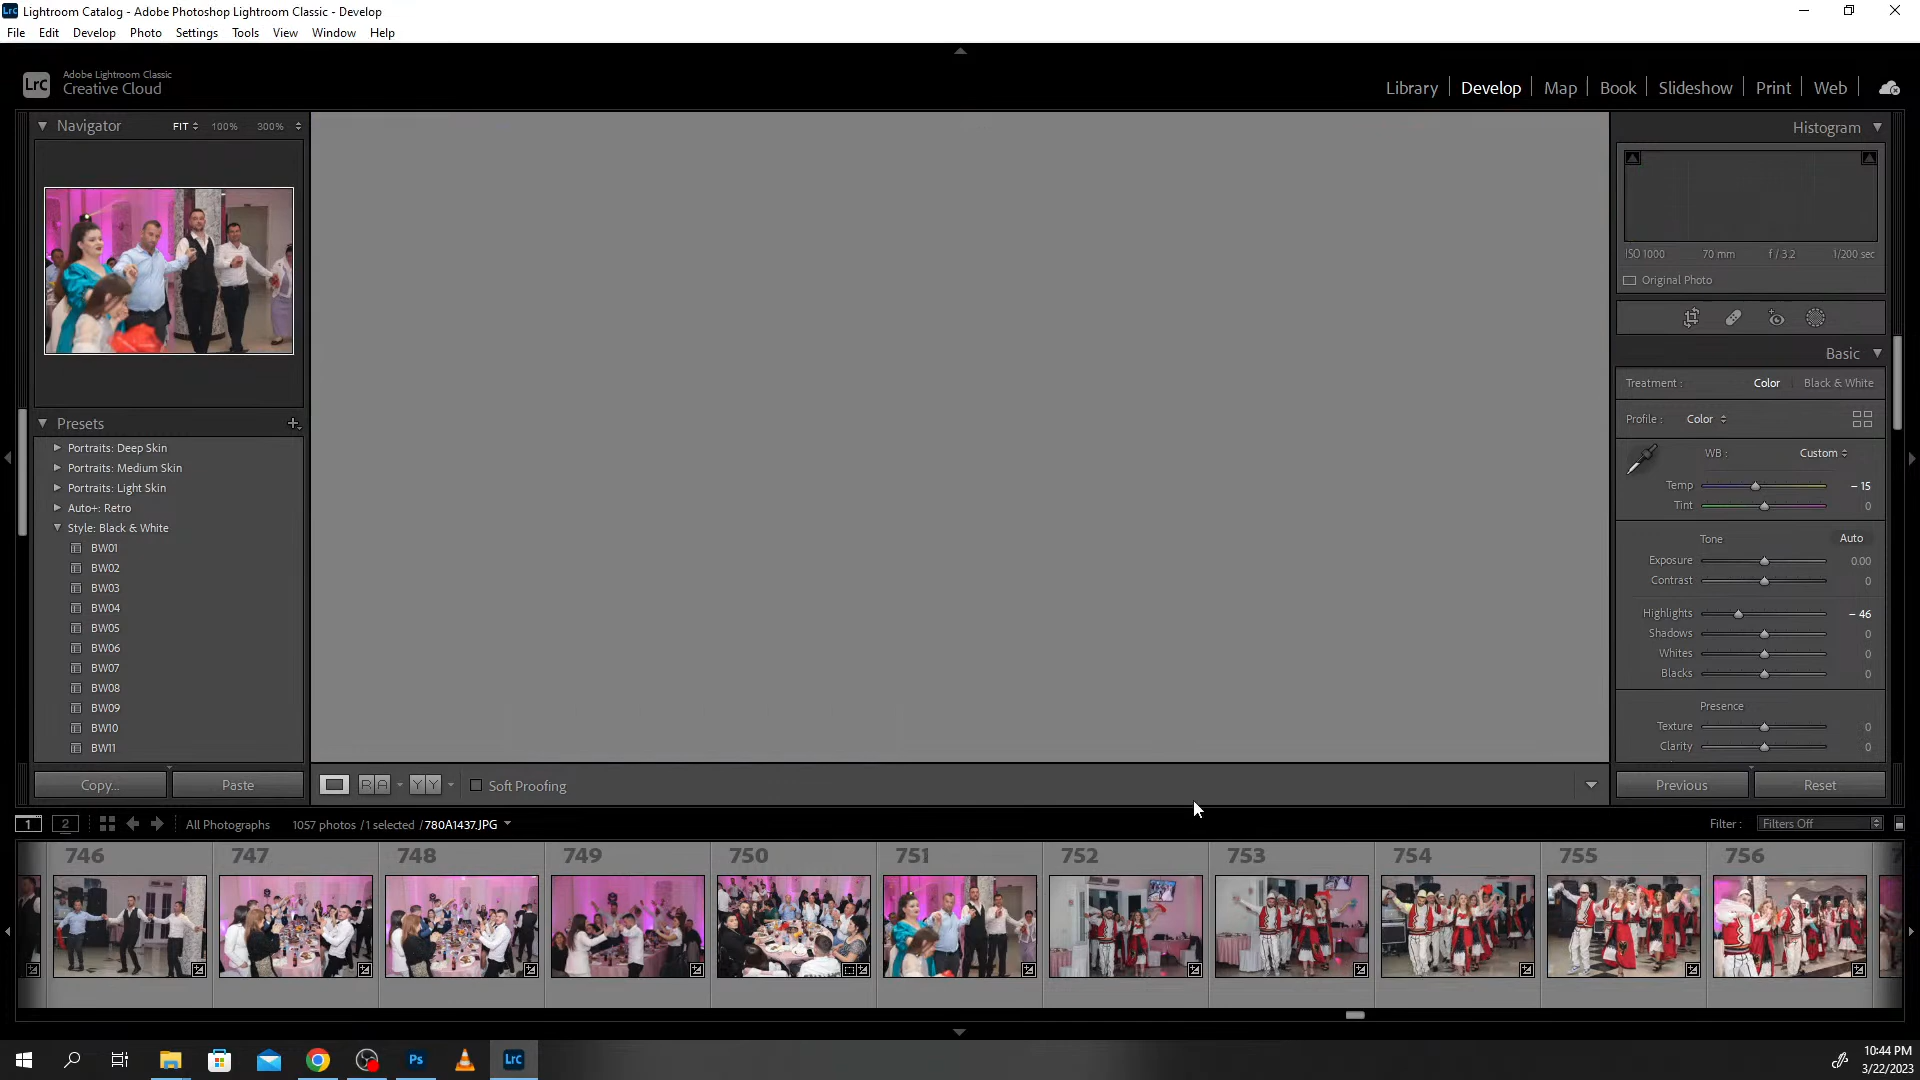 Lrc Lightroom Catalog - Adobe Photoshop Lightroom Classic - Develop
File Edit Develop Photo Settings Tools View Window Help
LrC Adobe Lightroom Classic
Creative Cloud
Library Develop Map Book Slideshow Print Web
Navigator FIT 100% 300%
Histogram
ISO 1000 70 mm f / 3.2 1/200 sec
Original Photo
Basic
Treatment : Color Black & White
Profile : Color
WB : Custom
Temp – 15
Tint 0
Tone Auto
Exposure 0.00
Contrast 0
Highlights – 46
Shadows 0
Whites 0
Blacks 0
Presence
Texture 0
Clarity 0
Presets
Portraits: Deep Skin
Portraits: Medium Skin
Portraits: Light Skin
Auto+: Retro
Style: Black & White
BW01
BW02
BW03
BW04
BW05
BW06
BW07
BW08
BW09
BW10
BW11
Copy... Paste
R A Y Y Soft Proofing
Previous Reset
1 2 All Photographs 1057 photos / 1 selected / 780A1437.JPG
Filter : Filters Off
746 747 748 749 750 751 752 753 754 755 756
Ps LrC
10:44 PM
3/22/2023